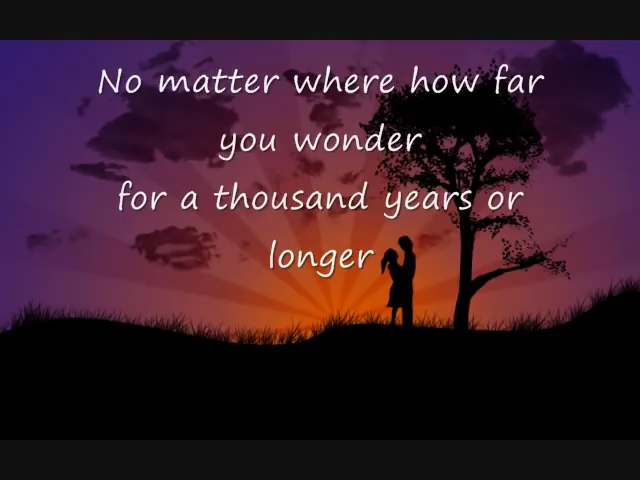 No matter where how far
you wonder
for a thousand years or
longer